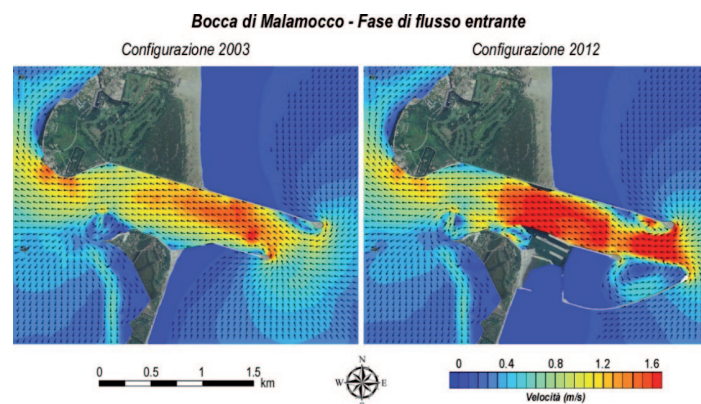 Bocca di Malamocco - Fase di flusso entrante
Configurazione 2003
Configurazione 2012
0 0.5 1 1.5
km
N
W E
0 0.4 0.8 1.2 1.6
Velocità (m/s)